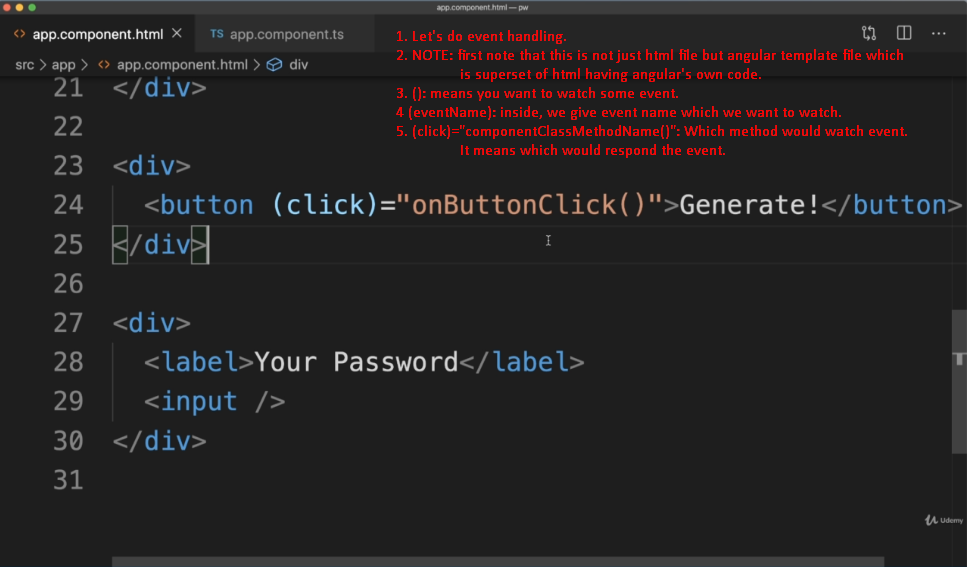 app.component.html — pw
app.component.html
TS app.component.ts
src > app > app.component.html > div
1. Let's do event handling.
2. NOTE: first note that this is not just html file but angular template file which
is superset of html having angular's own code.
3. (): means you want to watch some event.
4 (eventName): inside, we give event name which we want to watch.
5. (click)="componentClassMethodName()": Which method would watch event.
It means which would respond the event.
21 </div>
22
23 <div>
24 <button (click)="onButtonClick()">Generate!</button>
25 </div>
26
27 <div>
28 <label>Your Password</label>
29 <input />
30 </div>
31
Udemy